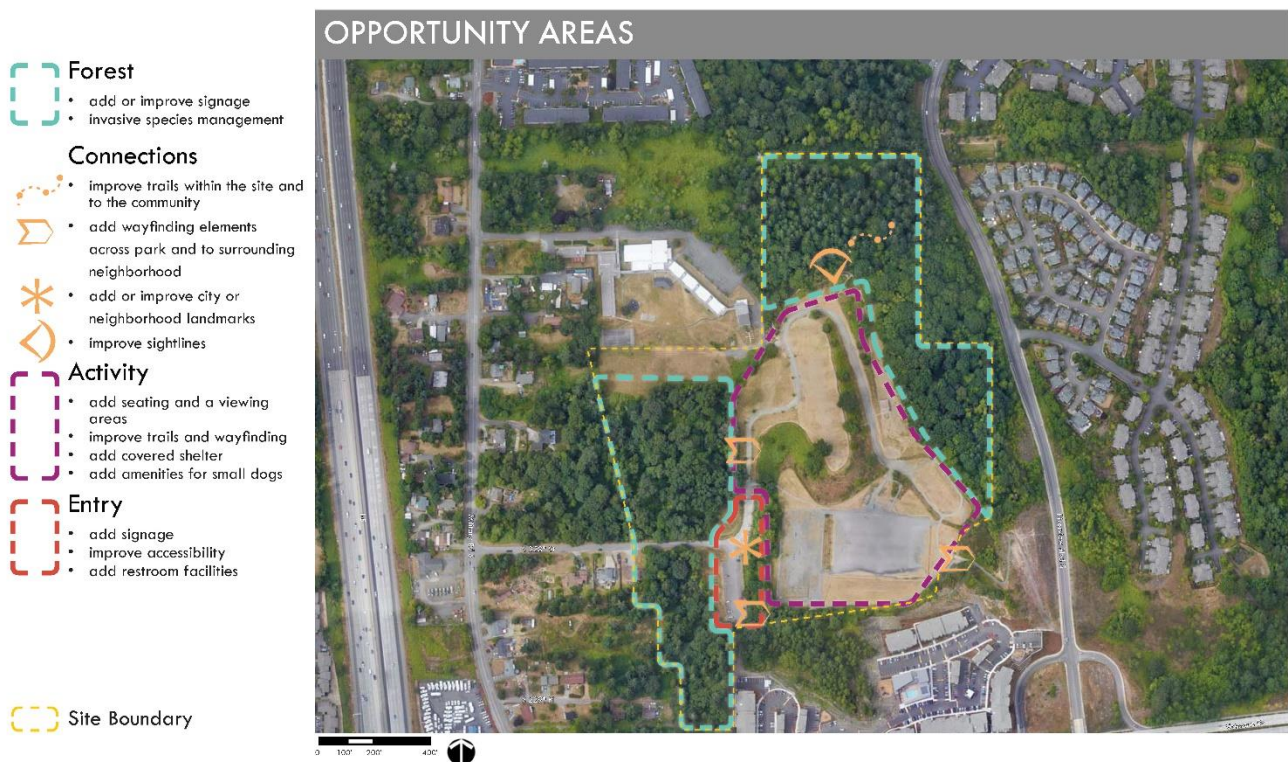 OPPORTUNITY AREAS
Forest
• add or improve signage
• invasive species management
Connections
• improve trails within the site and
to the community
• add wayfinding elements
across park and to surrounding
neighborhood
• add or improve city or
neighborhood landmarks
• improve sightlines
Activity
• add seating and a viewing
areas
• improve trails and wayfinding
• add covered shelter
• add amenities for small dogs
Entry
• add signage
• improve accessibility
• add restroom facilities
Site Boundary
0 100' 200' 400'